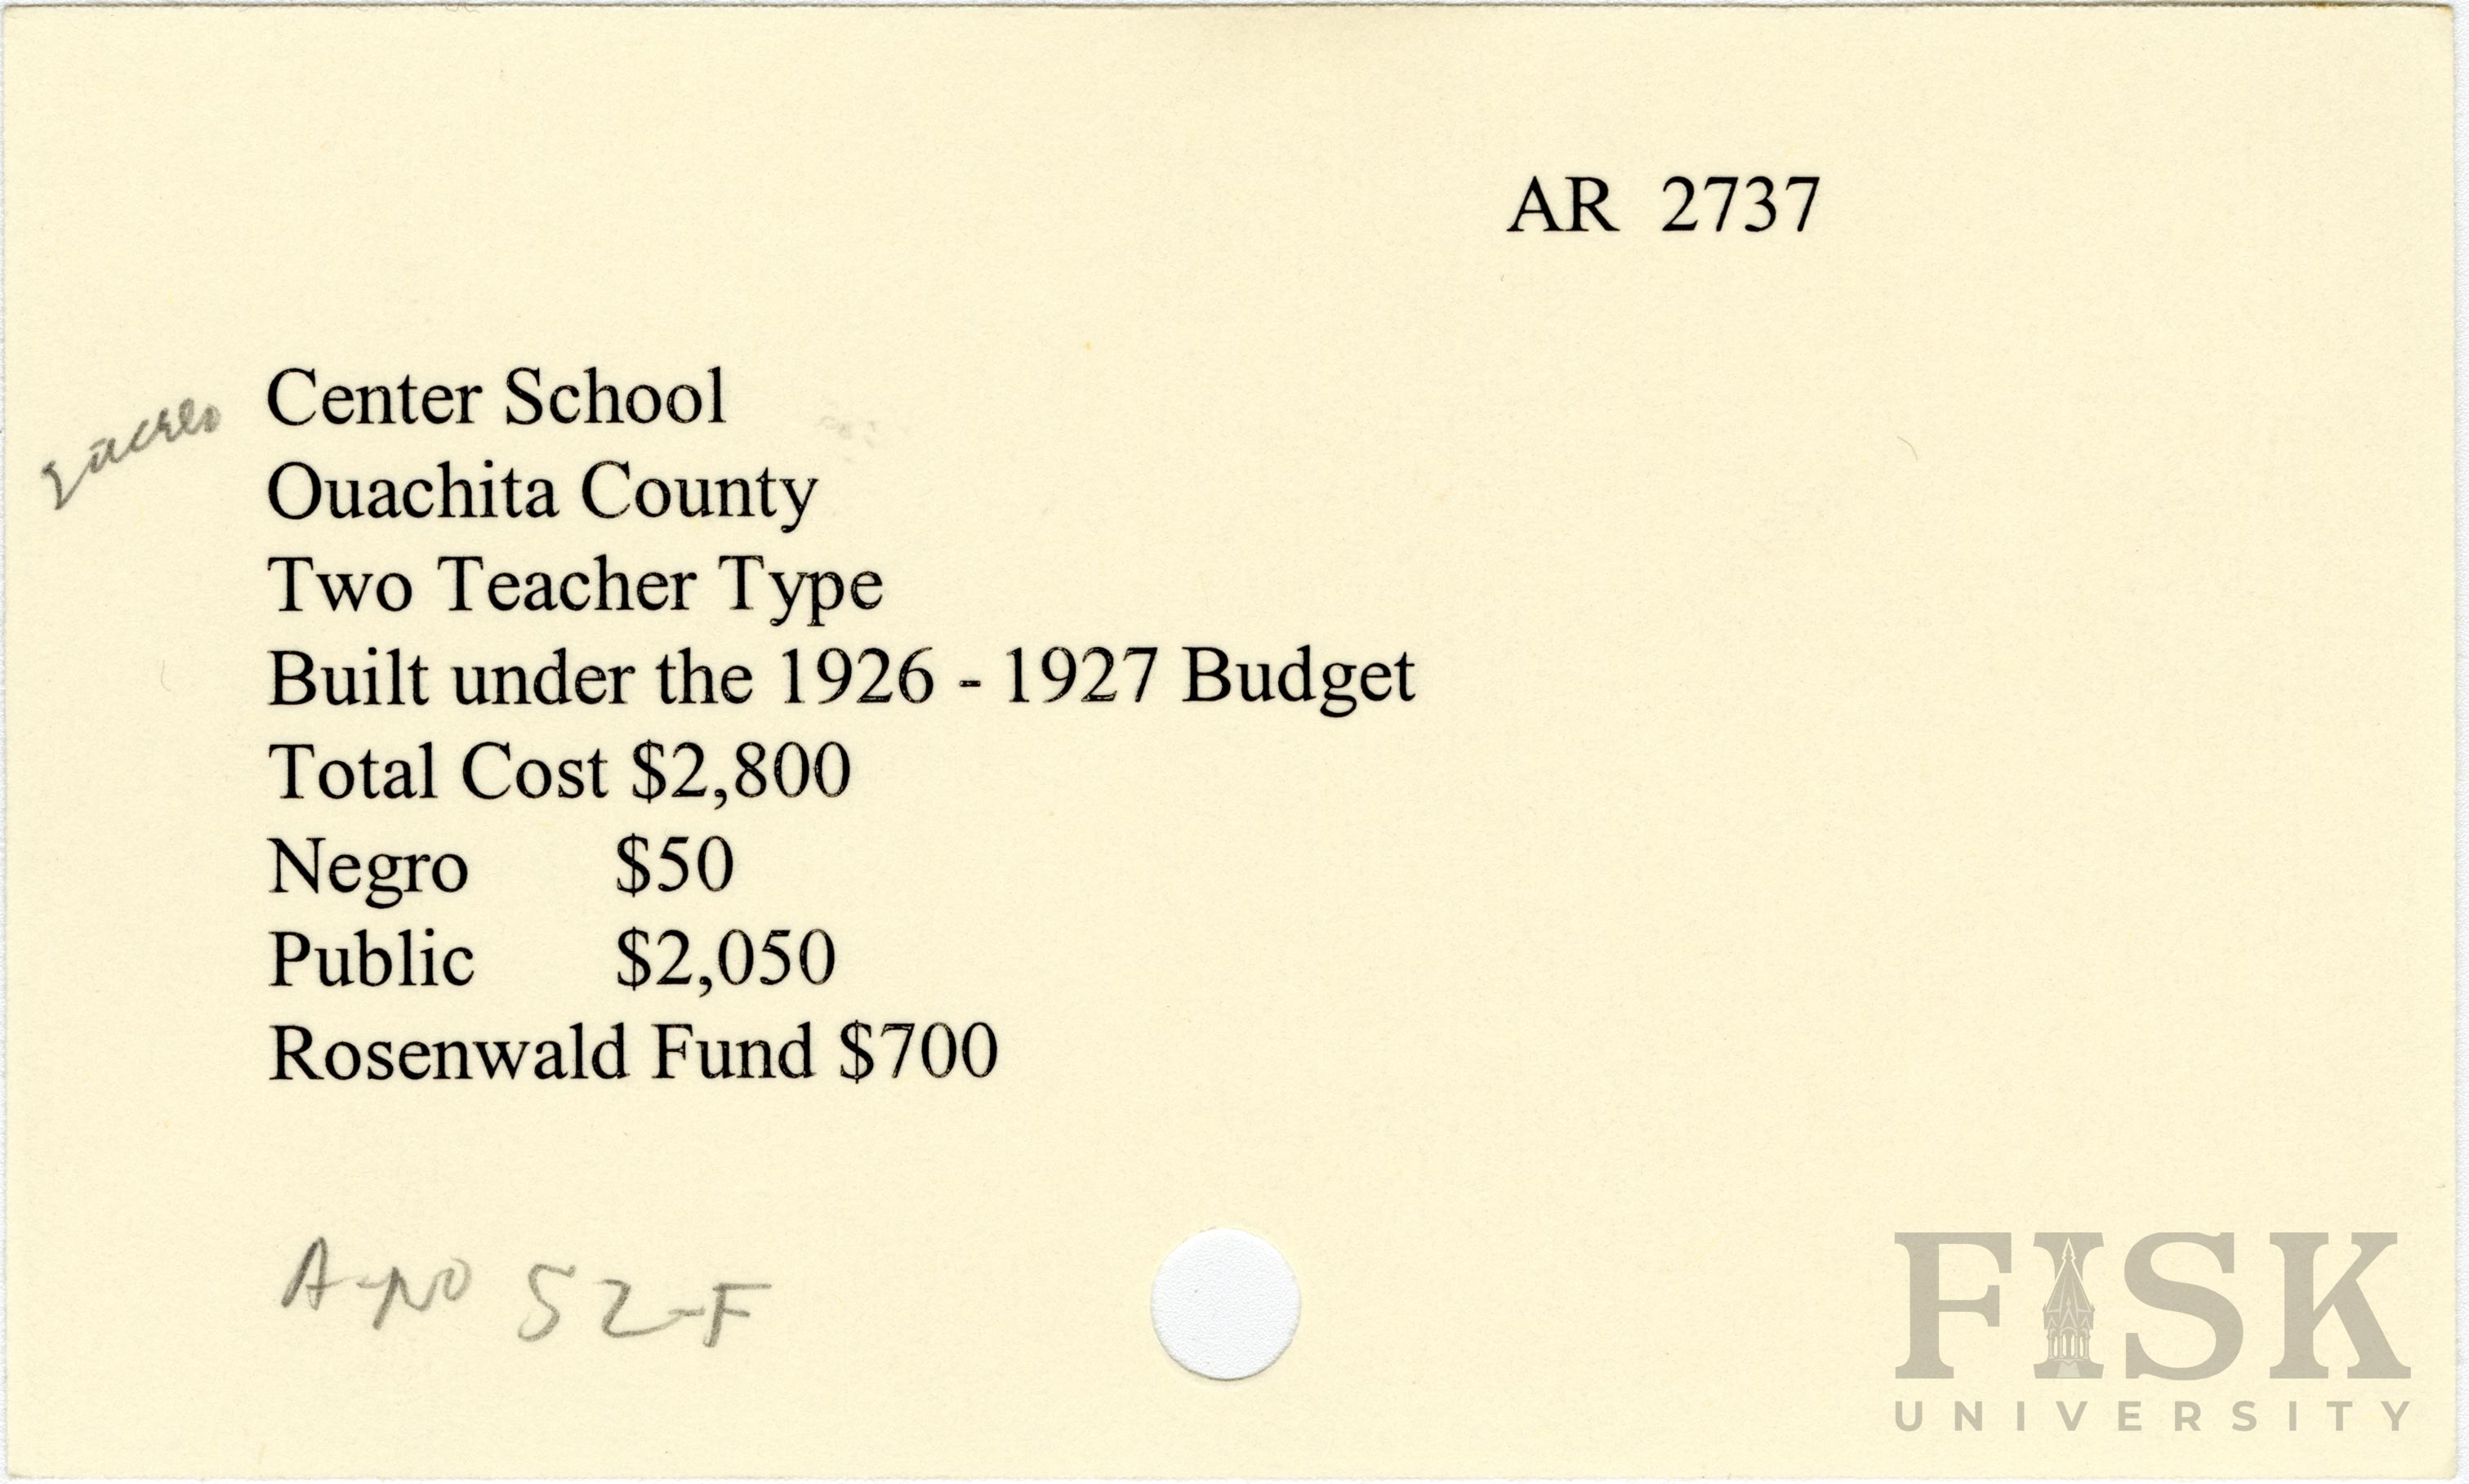 AR 2737
acres
Center School
Ouachita County
Two Teacher Type
Built under the 1926 - 1927 Budget
Total Cost $2,800
Negro $50
Public $2,050
Rosenwald Fund $700
A-No 52-F
FISK
UNIVERSITY